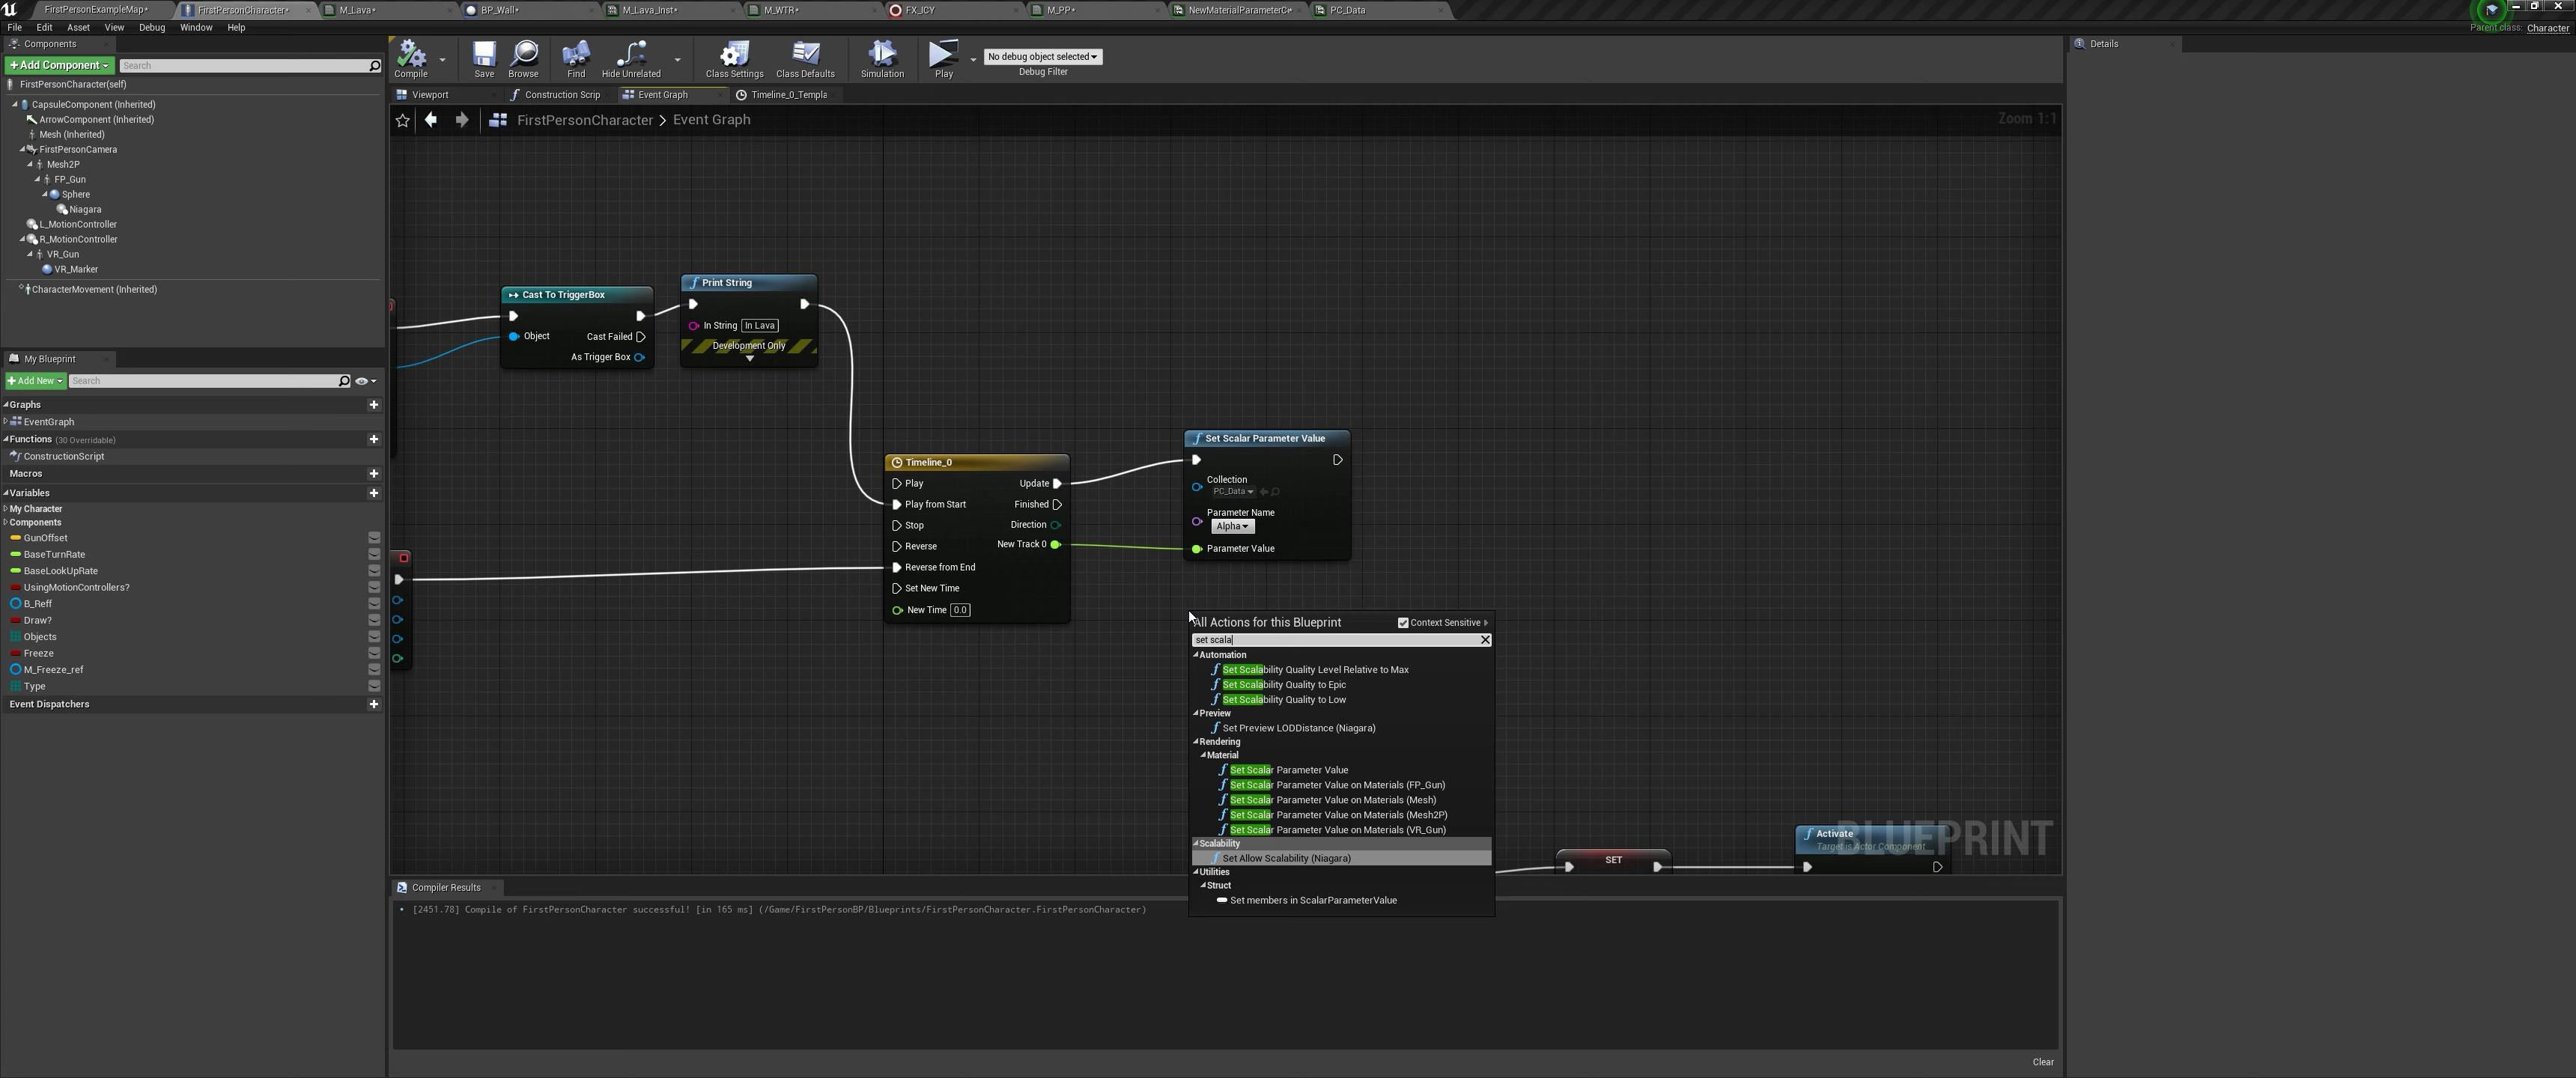 FirstPersonExampleMap*
FirstPersonCharacter*
M_Lava*
BP_Wall*
M_Lava_Inst*
M_WTR*
FX_ICY
M_PP*
NewMaterialParameterC*
PC_Data
File Edit Asset View Debug Window Help
Parent class: Character
Components
+Add Component
Search
FirstPersonCharacter(self)
CapsuleComponent (Inherited)
ArrowComponent (Inherited)
Mesh (Inherited)
FirstPersonCamera
Mesh2P
FP_Gun
Sphere
Niagara
L_MotionController
R_MotionController
VR_Gun
VR_Marker
CharacterMovement (Inherited)
My Blueprint
+Add New
Search
Graphs
EventGraph
Functions (30 Overridable)
ConstructionScript
Macros
Variables
My Character
Components
GunOffset
BaseTurnRate
BaseLookUpRate
UsingMotionControllers?
B_Reff
Draw?
Objects
Freeze
M_Freeze_ref
Type
Event Dispatchers
Compile
Save
Browse
Find
Hide Unrelated
Class Settings
Class Defaults
Simulation
Play
No debug object selected
Debug Filter
Viewport
Construction Scrip
Event Graph
Timeline_0_Templa
FirstPersonCharacter > Event Graph
Zoom 1:1
Cast To TriggerBox
Object
Cast Failed
As Trigger Box
Print String
In String In Lava
Development Only
Timeline_0
Play
Update
Play from Start
Finished
Stop
Direction
Reverse
New Track 0
Reverse from End
Set New Time
New Time 0.0
Set Scalar Parameter Value
Collection
PC_Data
Parameter Name
Alpha
Parameter Value
All Actions for this Blueprint
Context Sensitive
set scala
Automation
Set Scalability Quality Level Relative to Max
Set Scalability Quality to Epic
Set Scalability Quality to Low
Preview
Set Preview LODDistance (Niagara)
Rendering
Material
Set Scalar Parameter Value
Set Scalar Parameter Value on Materials (FP_Gun)
Set Scalar Parameter Value on Materials (Mesh)
Set Scalar Parameter Value on Materials (Mesh2P)
Set Scalar Parameter Value on Materials (VR_Gun)
Scalability
Set Allow Scalability (Niagara)
Utilities
Struct
Set members in ScalarParameterValue
SET
Activate
Target is Actor Component
BLUEPRINT
Compiler Results
[2451.78] Compile of FirstPersonCharacter successful! [in 165 ms] (/Game/FirstPersonBP/Blueprints/FirstPersonCharacter.FirstPersonCharacter)
Clear
Details